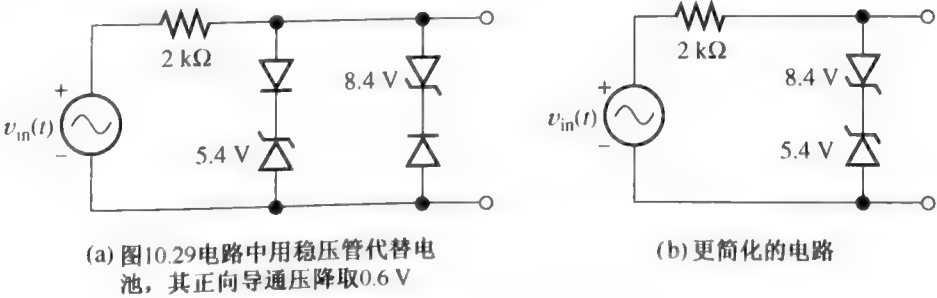 2 kΩ
8.4 V
+
v_in(t)
−
5.4 V
2 kΩ
8.4 V
+
v_in(t)
−
5.4 V
(a) 图10.29电路中用稳压管代替电
池，其正向导通压降取0.6 V
(b) 更简化的电路